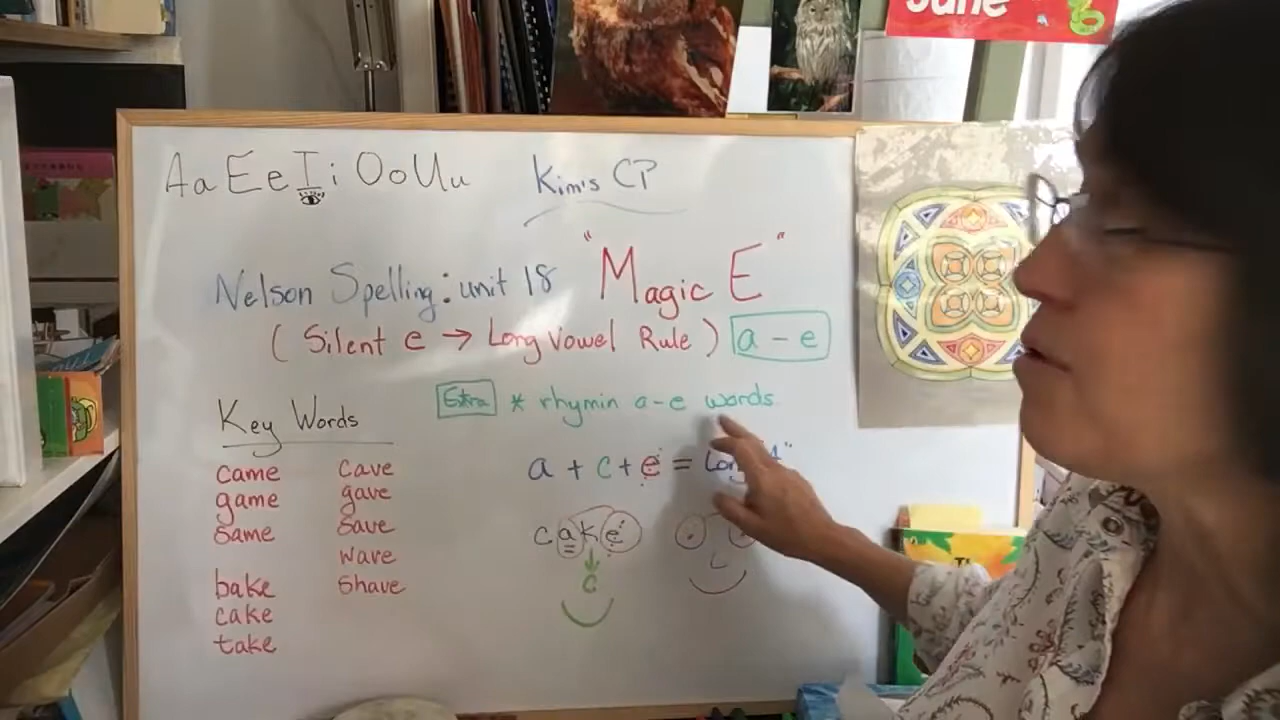 June
Aa Ee Ii Oo Uu
Kim's CP
Nelson Spelling: unit 18 "Magic E"
(Silent e → Long Vowel Rule) a - e
Extra * rhymin a-e words
Key Words
a + c + e = Long
came cave
game gave
same save
wave
bake shave
cake
take
cake
c